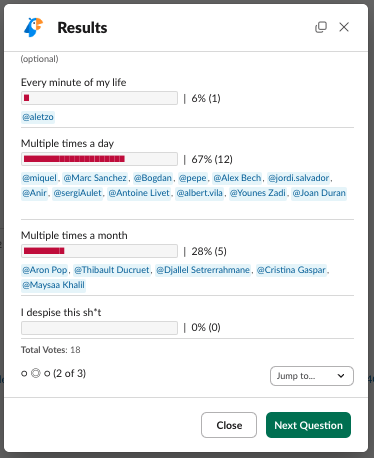 Results
(optional)
Every minute of my life
| 6% (1)
@aletzo
Multiple times a day
| 67% (12)
@miquel, @Marc Sanchez, @Bogdan, @pepe, @Alex Bech, @jordi.salvador,
@Anir, @sergiAulet, @Antoine Livet, @albert.vila, @Younes Zadi, @Joan Duran
Multiple times a month
| 28% (5)
@Aron Pop, @Thibault Ducruet, @Djallel Setrerrahmane, @Cristina Gaspar,
@Maysaa Khalil
I despise this sh*t
| 0% (0)
Total Votes: 18
(2 of 3)
Jump to...
Close
Next Question